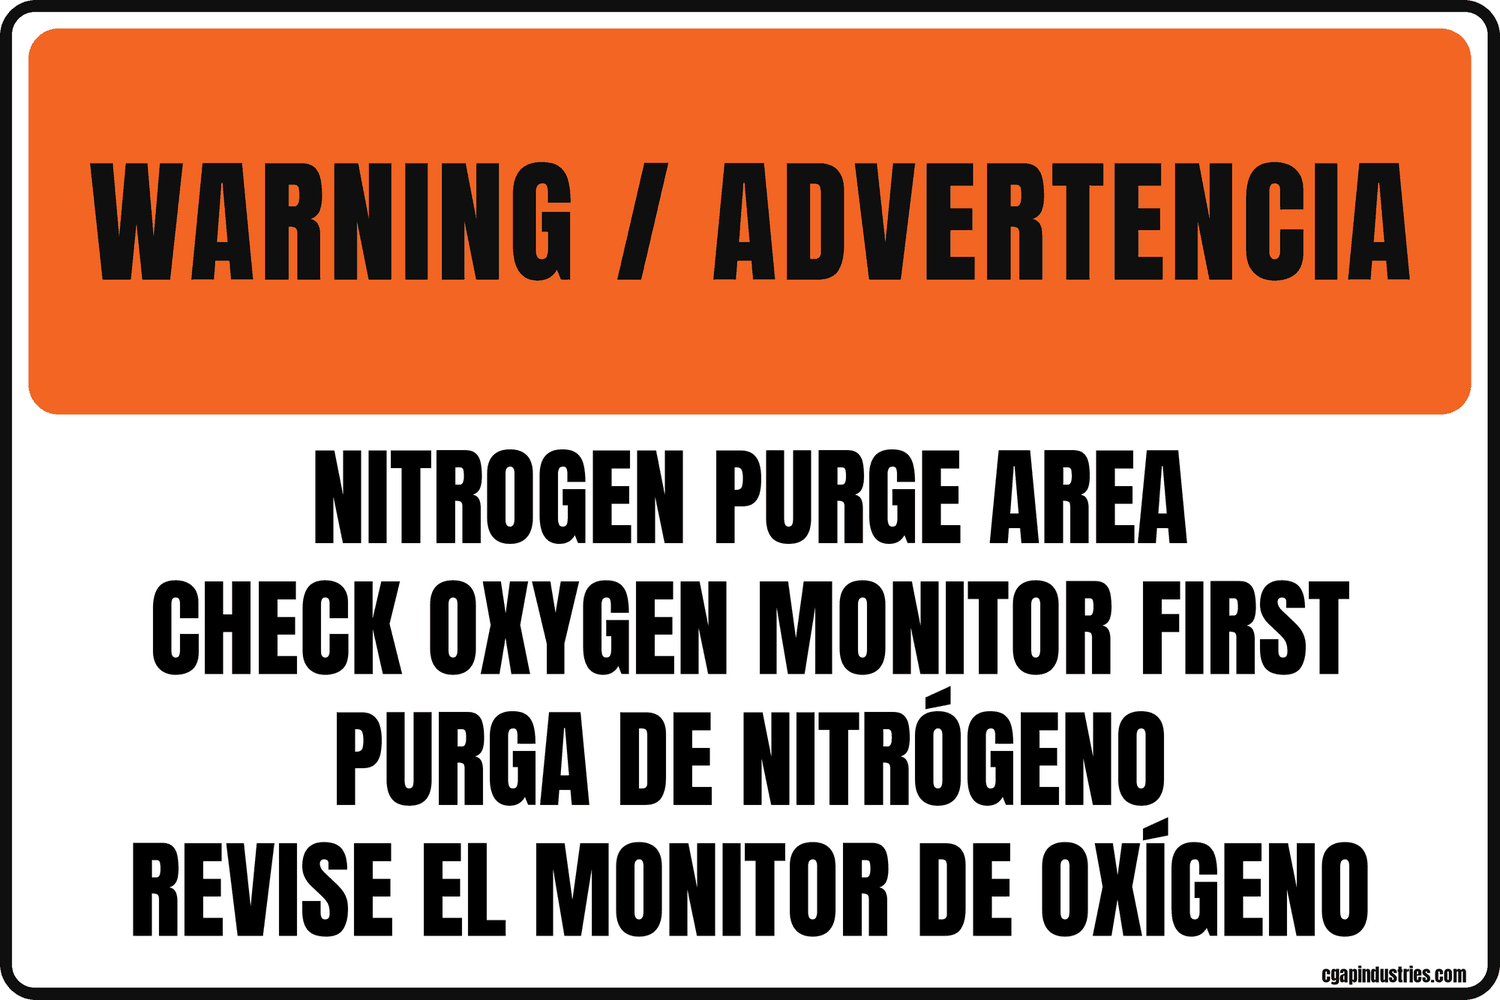 WARNING / ADVERTENCIA
NITROGEN PURGE AREA
CHECK OXYGEN MONITOR FIRST
PURGA DE NITRÓGENO
REVISE EL MONITOR DE OXÍGENO
cgapindustries.com